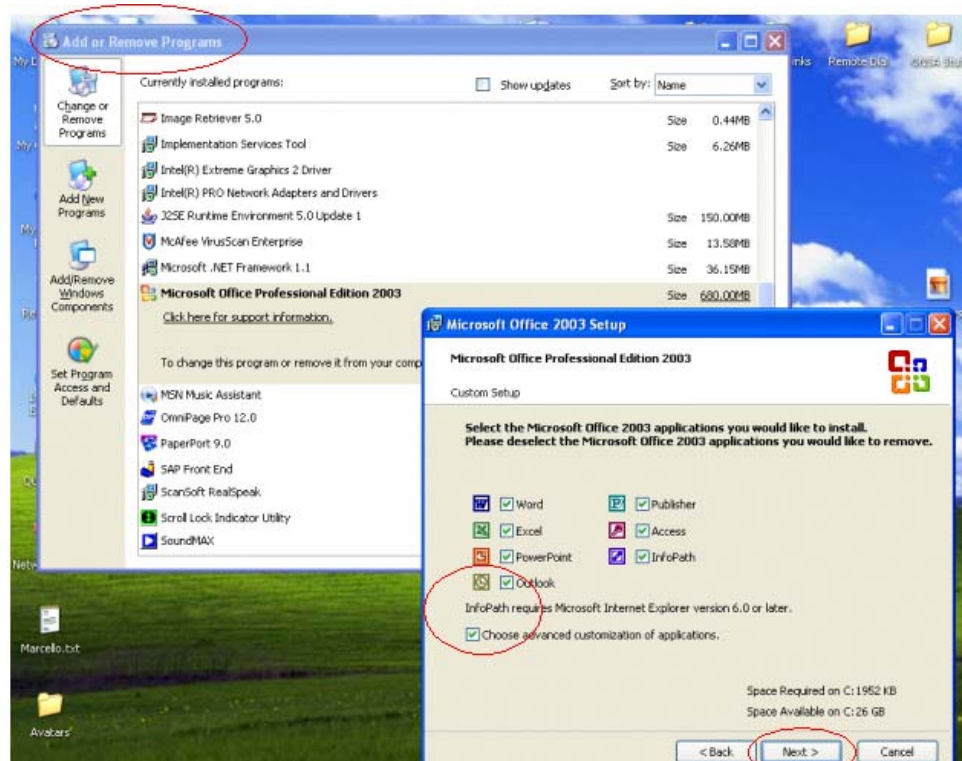 Add or Remove Programs
Remote Dial
Change or
Remove
Programs
Add New
Programs
Add/Remove
Windows
Components
Set Program
Access and
Defaults
Currently installed programs:
Show updates
Sort by: Name
Image Retriever 5.0 Size 0.44MB
Implementation Services Tool Size 6.26MB
Intel(R) Extreme Graphics 2 Driver
Intel(R) PRO Network Adapters and Drivers
J2SE Runtime Environment 5.0 Update 1 Size 150.00MB
McAfee VirusScan Enterprise Size 13.58MB
Microsoft .NET Framework 1.1 Size 36.15MB
Microsoft Office Professional Edition 2003 Size 680.00MB
Click here for support information.
To change this program or remove it from your comp
MSN Music Assistant
OmniPage Pro 12.0
PaperPort 9.0
SAP Front End
ScanSoft RealSpeak
Scroll Lock Indicator Utility
SoundMAX
Microsoft Office 2003 Setup
Microsoft Office Professional Edition 2003
Custom Setup
Select the Microsoft Office 2003 applications you would like to install.
Please deselect the Microsoft Office 2003 applications you would like to remove.
Word
Publisher
Excel
Access
PowerPoint
InfoPath
Outlook
InfoPath requires Microsoft Internet Explorer version 6.0 or later.
Choose advanced customization of applications.
Space Required on C: 1952 KB
Space Available on C: 26 GB
< Back
Next >
Cancel
Marcello.txt
Avatars